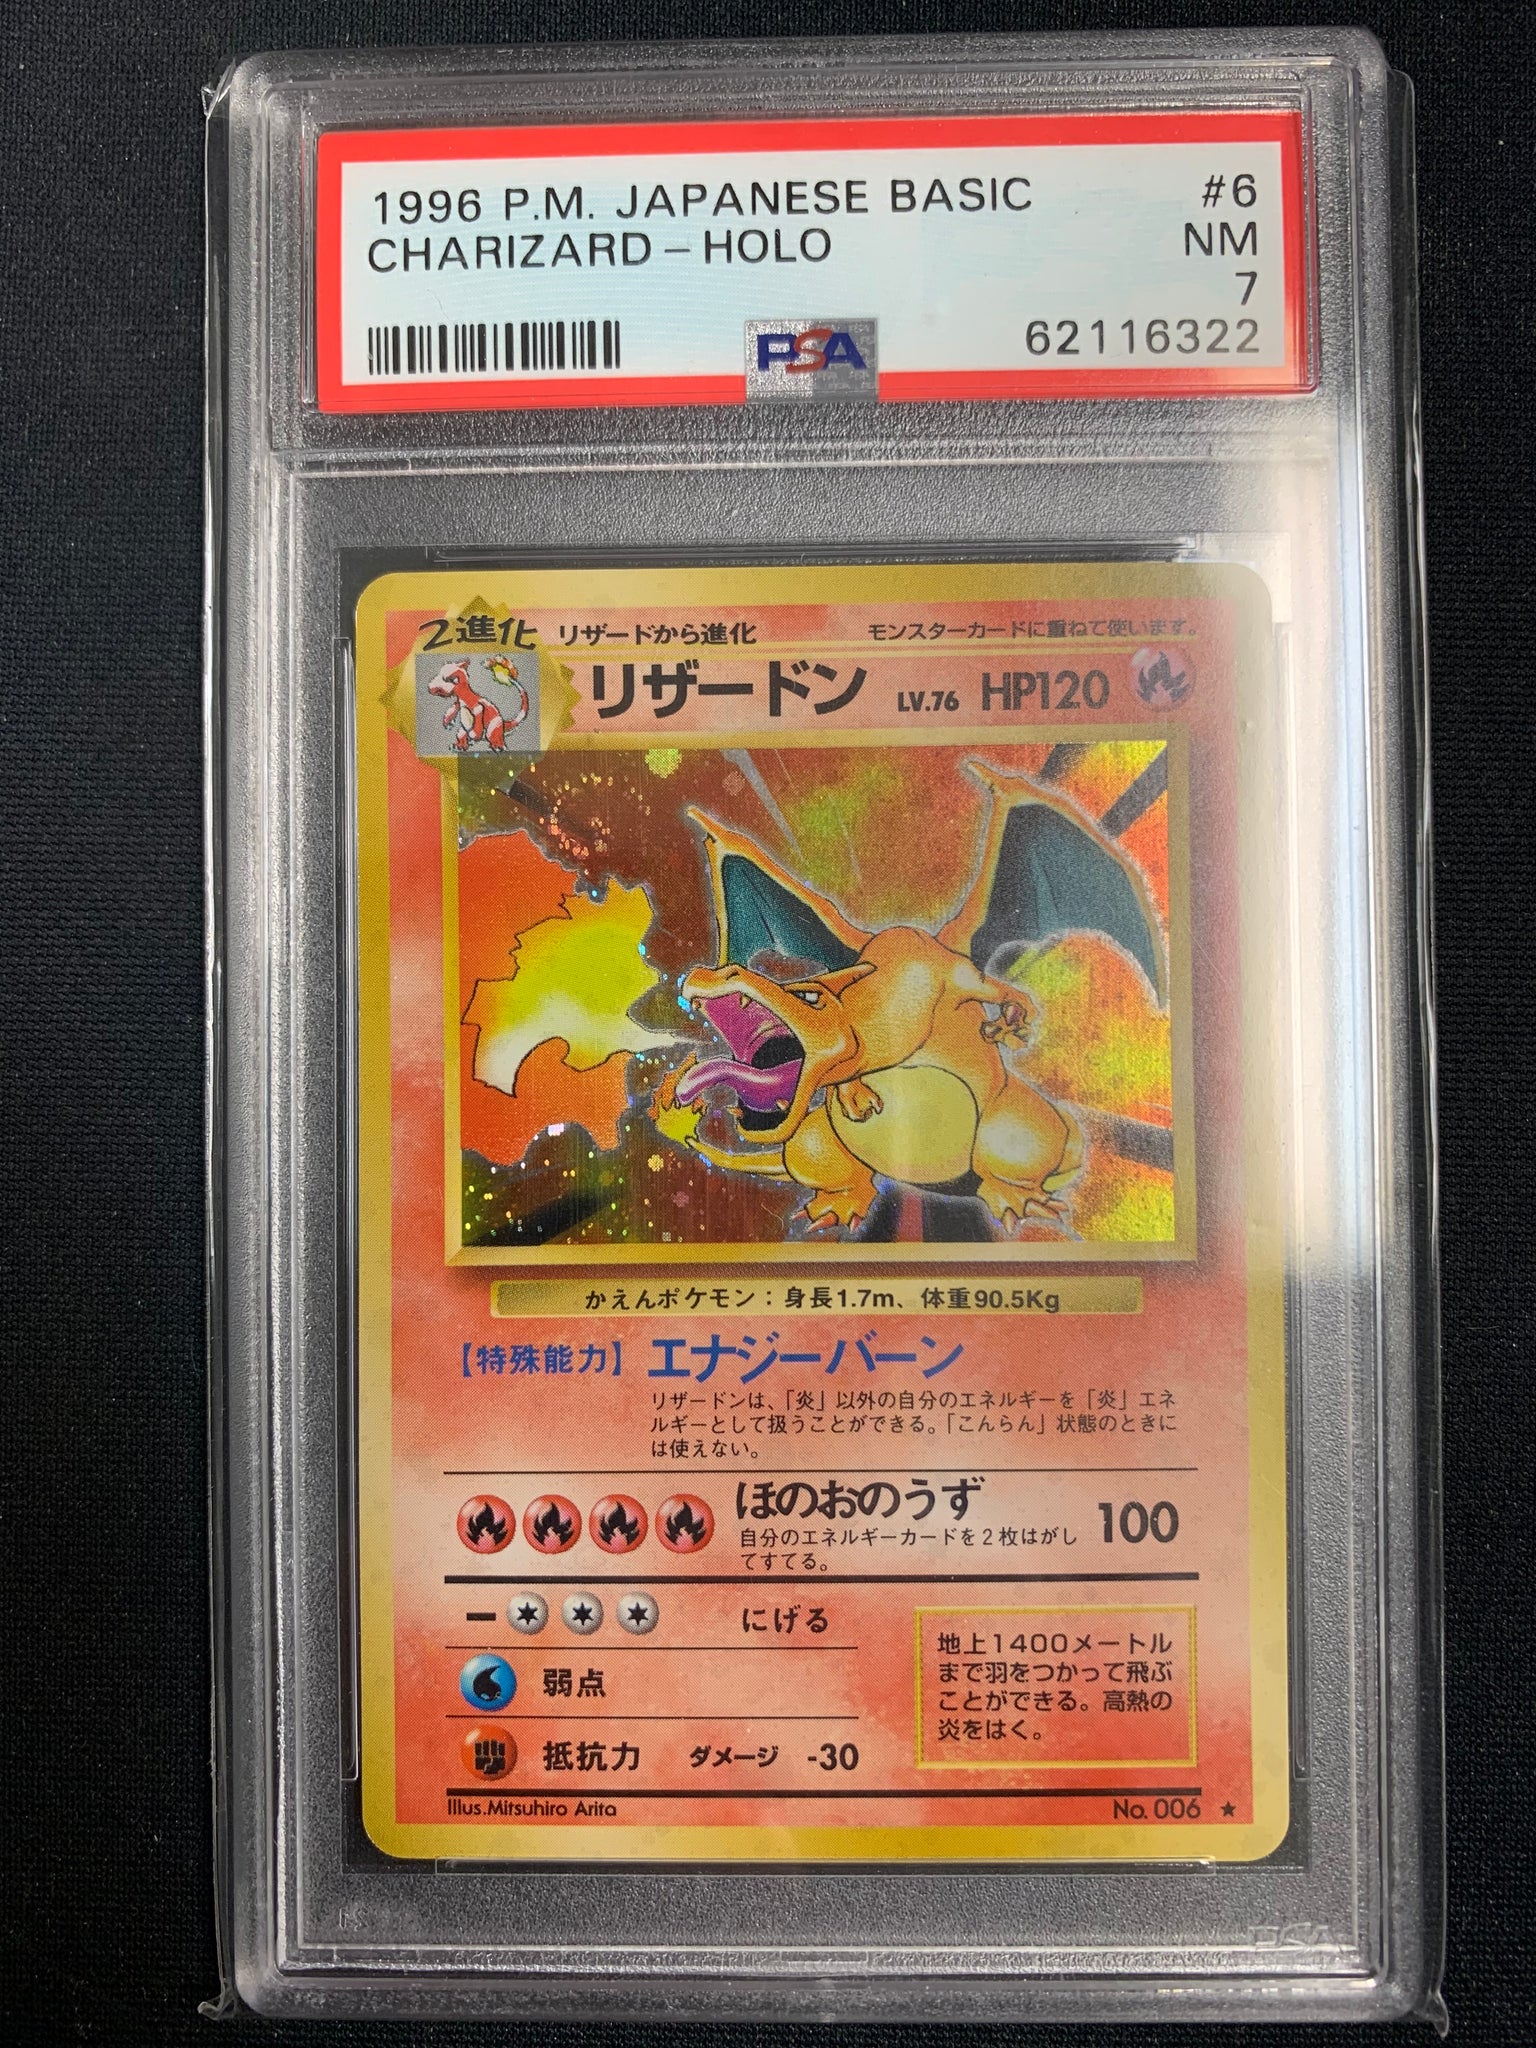 1996 P.M. JAPANESE BASIC #6
CHARIZARD - HOLO NM
7
PSA 62116322
2進化 リザードから進化 モンスターカードに重ねて使います。
リザードン LV.76 HP120
かえんポケモン：身長1.7m、体重90.5Kg
【特殊能力】エナジーバーン
リザードンは、「炎」以外の自分のエネルギーを「炎」エネ
ルギーとして扱うことができる。「こんらん」状態のときに
は使えない。
ほのおのうず 100
自分のエネルギーカードを2枚はがし
てすてる。
にげる
弱点
抵抗力 ダメージ -30
地上1400メートル
まで羽をつかって飛ぶ
ことができる。高熱の
炎をはく。
Illus.Mitsuhiro Arita No. 006 ★
PSA